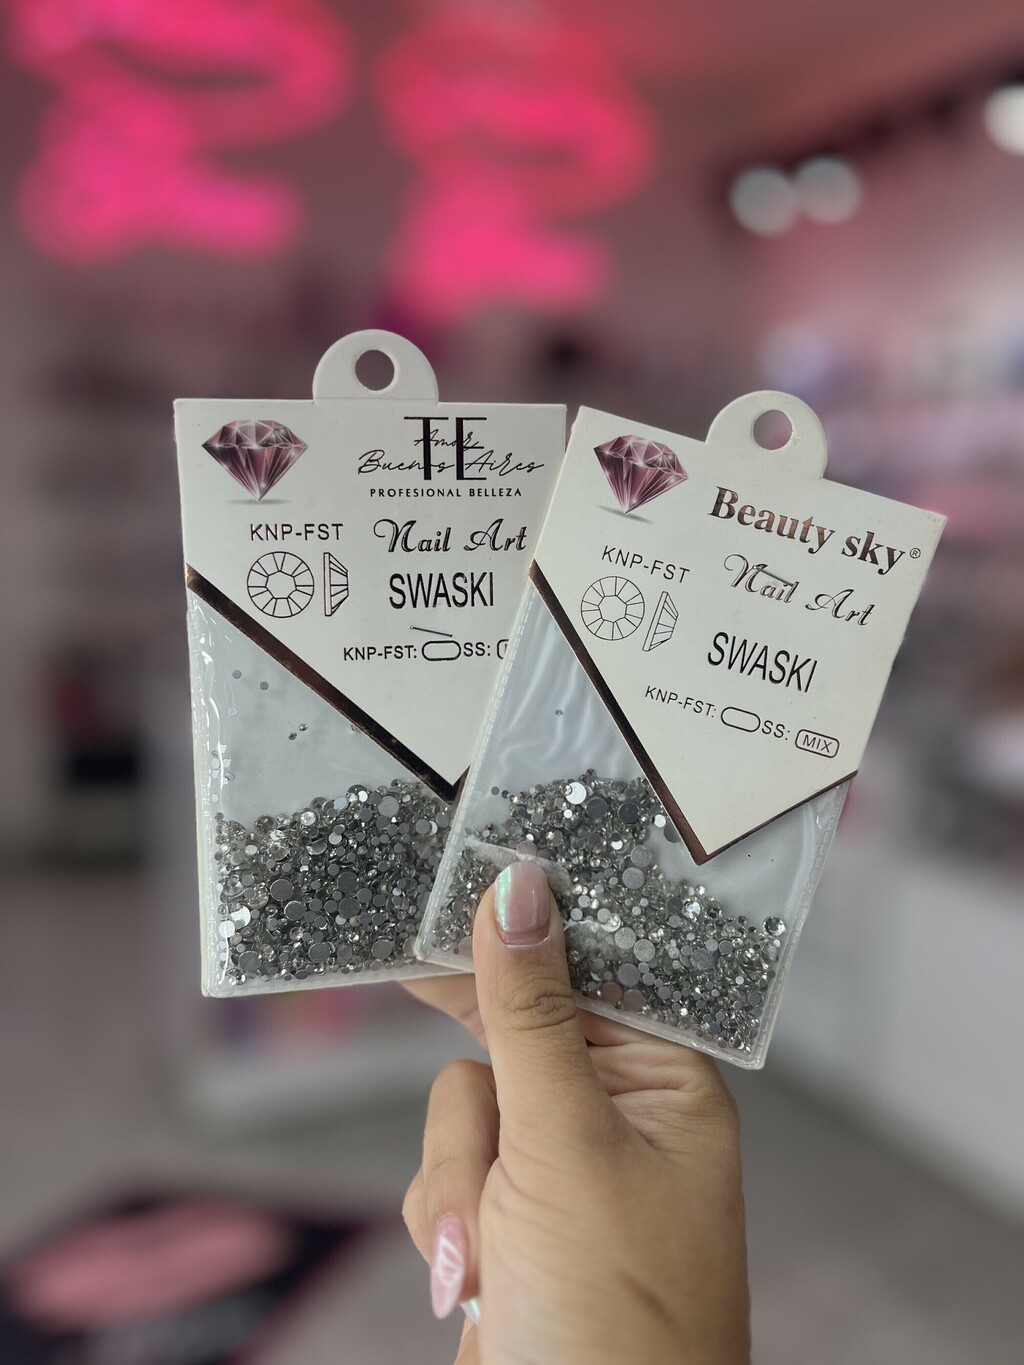 TE
Amor
Buenos Aires
PROFESIONAL BELLEZA
KNP-FST
Nail Art
SWASKI
KNP-FST: SS:
Beauty sky®
KNP-FST
Nail Art
SWASKI
KNP-FST: SS: MIX